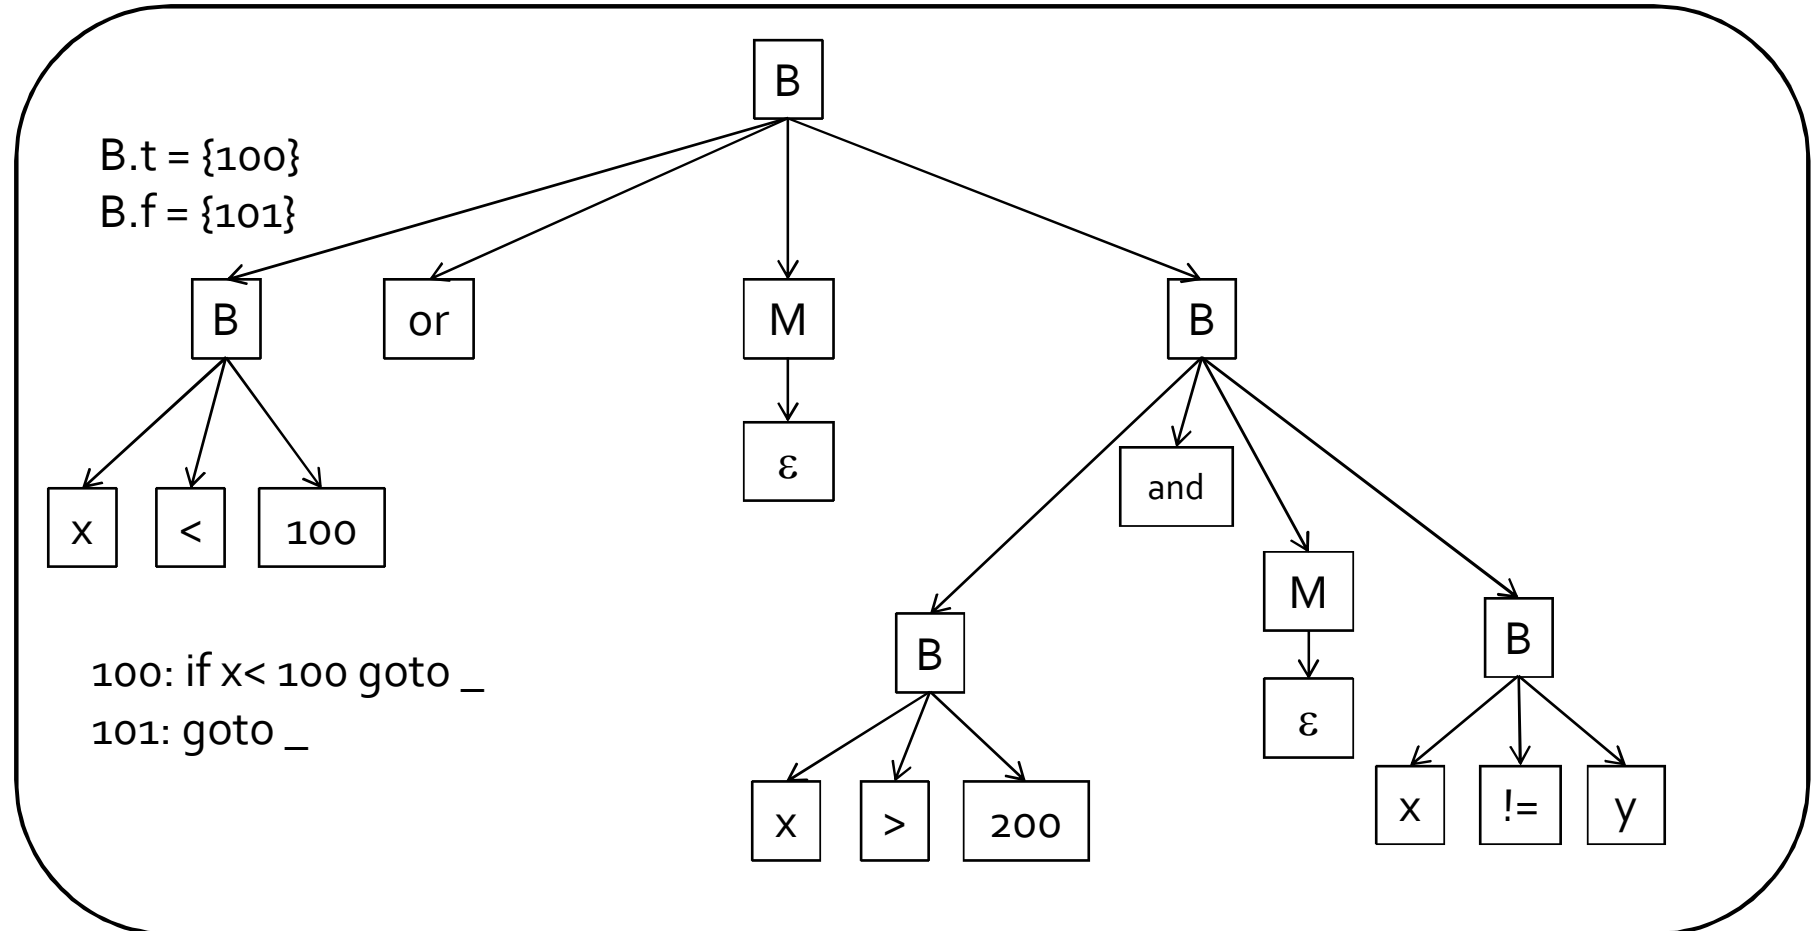 B
B.t = {100}
B.f = {101}
B or M B
ε
and
x < 100
M
B
B
100: if x< 100 goto _
101: goto _
ε
x != y
x > 200